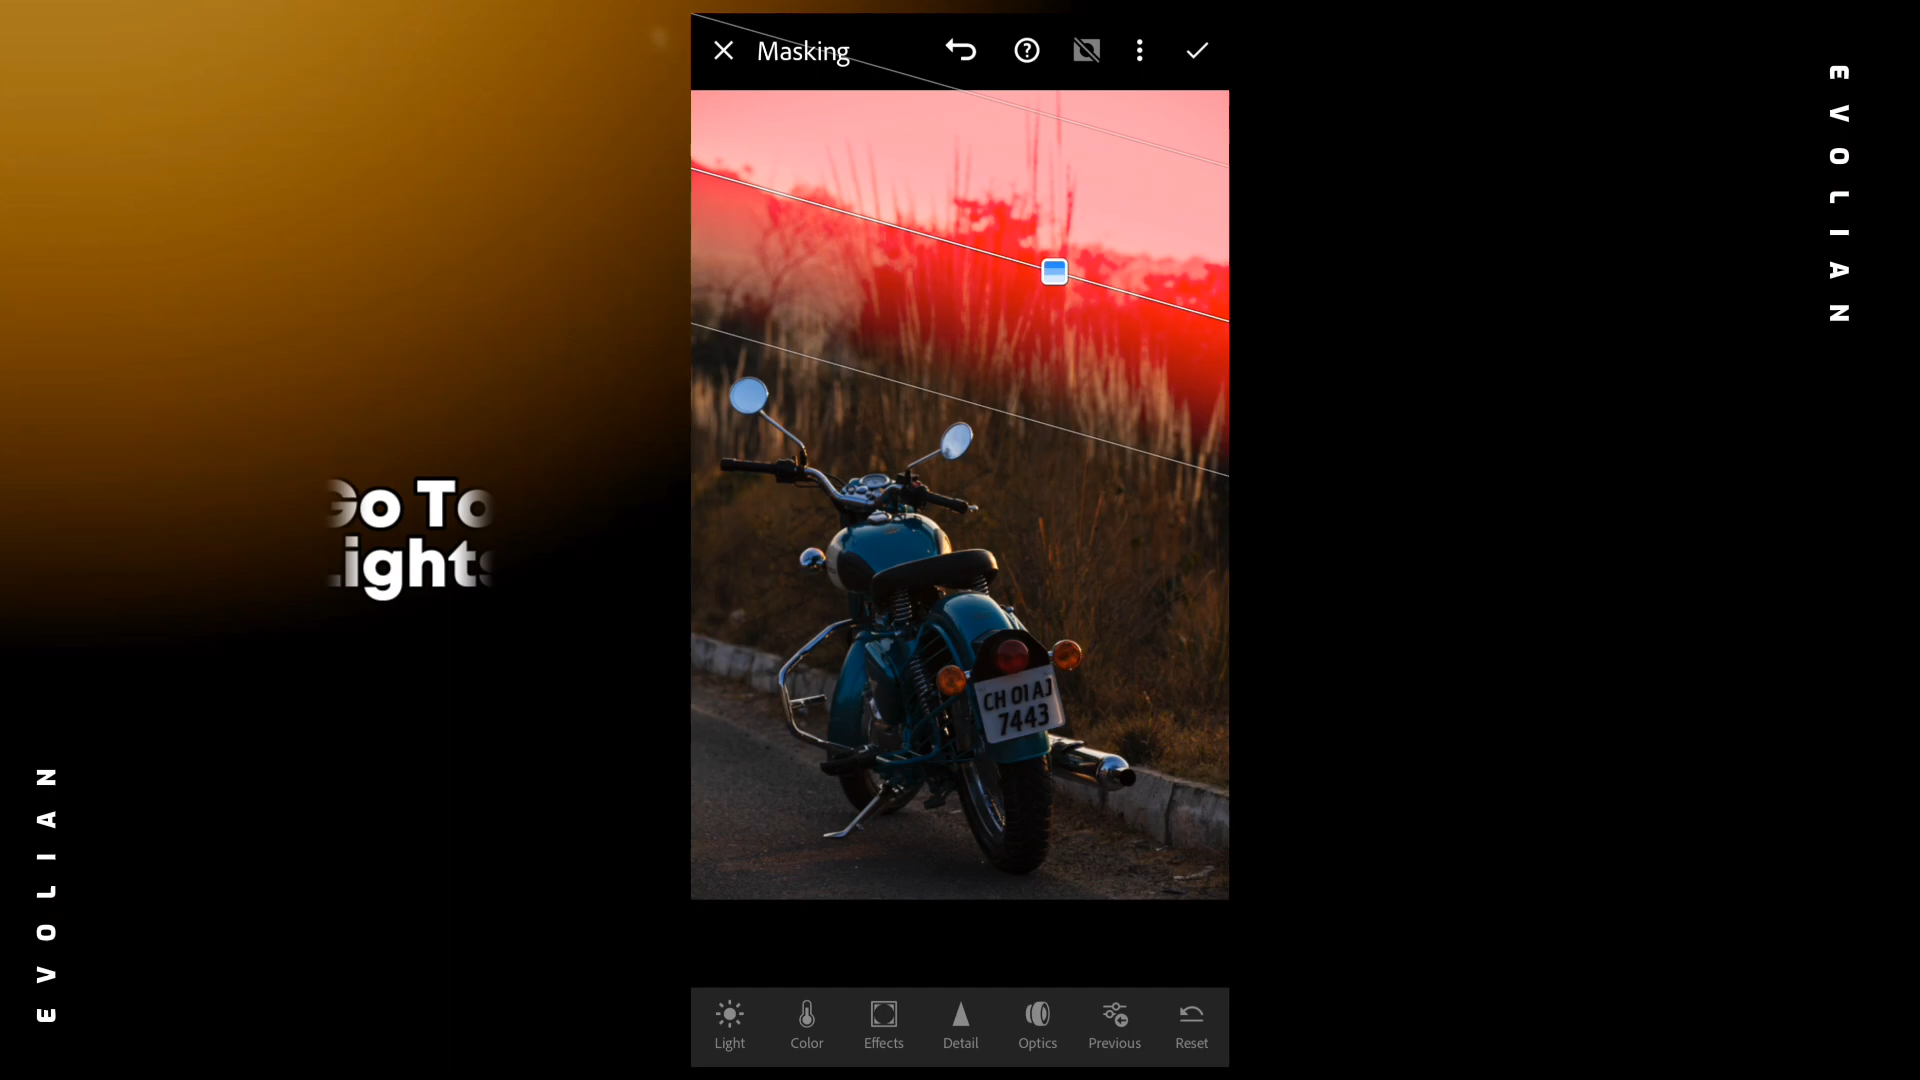 Masking
EVOLIAN
Go To
Lights
CH 01 AJ
7443
EVOLIAN
Light
Color
Effects
Detail
Optics
Previous
Reset